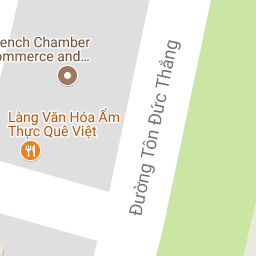 ench Chamber
ommerce and...
Làng Văn Hóa Ẩm
Thực Quê Việt
Đường Tôn Đức Thắng